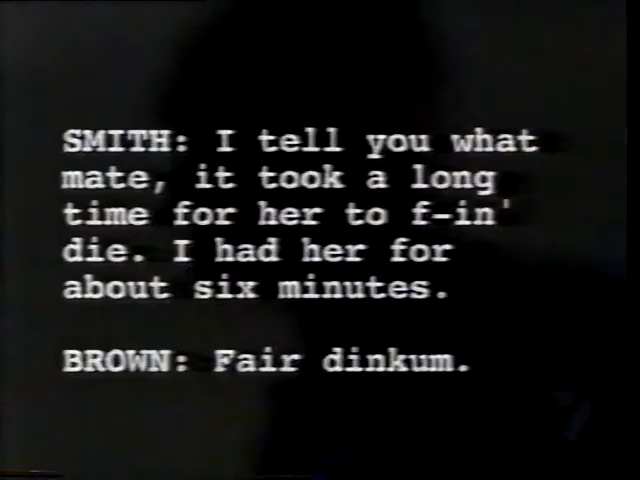 SMITH: I tell you what
mate, it took a long
time for her to f-in'
die. I had her for
about six minutes.
BROWN: Fair dinkum.